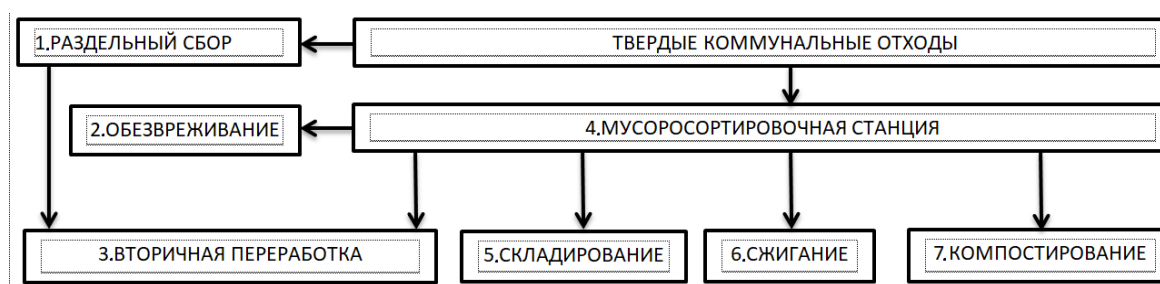 1.РАЗДЕЛЬНЫЙ СБОР
ТВЕРДЫЕ КОММУНАЛЬНЫЕ ОТХОДЫ
2.ОБЕЗВРЕЖИВАНИЕ
4.МУСОРОСОРТИРОВОЧНАЯ СТАНЦИЯ
3.ВТОРИЧНАЯ ПЕРЕРАБОТКА
5.СКЛАДИРОВАНИЕ
6.СЖИГАНИЕ
7.КОМПОСТИРОВАНИЕ